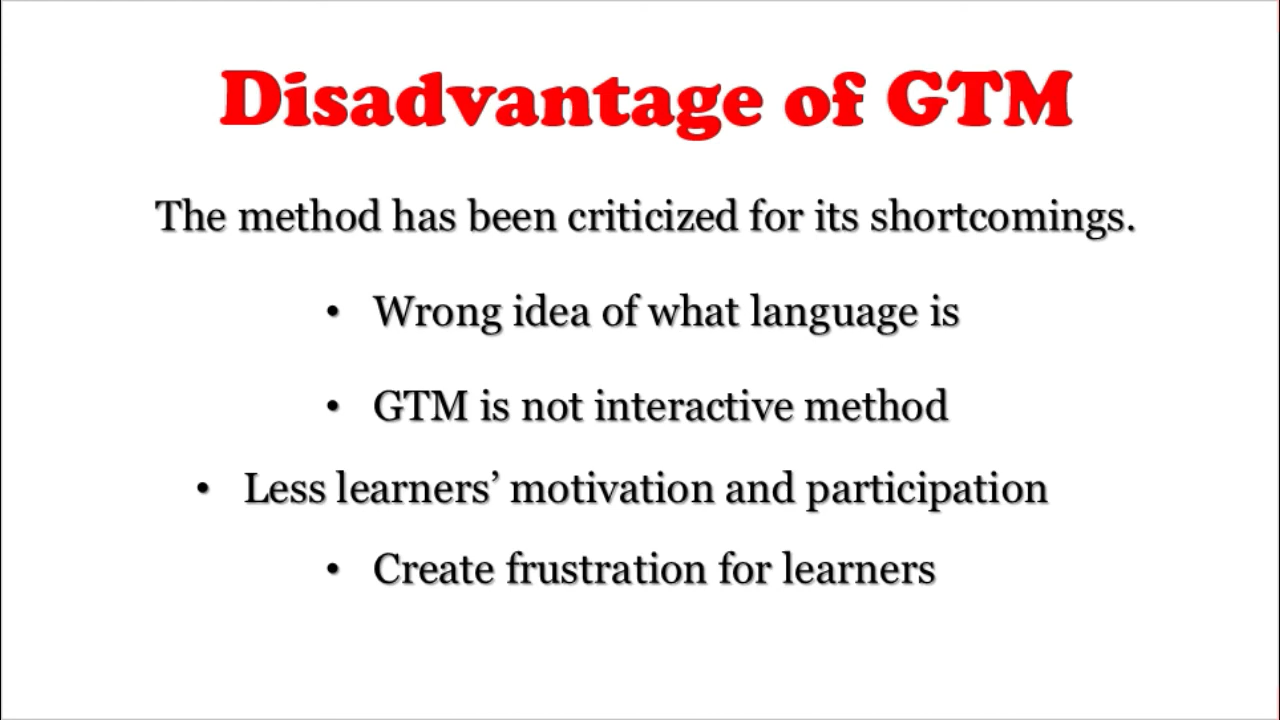 Disadvantage of GTM
The method has been criticized for its shortcomings.
• Wrong idea of what language is
• GTM is not interactive method
• Less learners’ motivation and participation
• Create frustration for learners